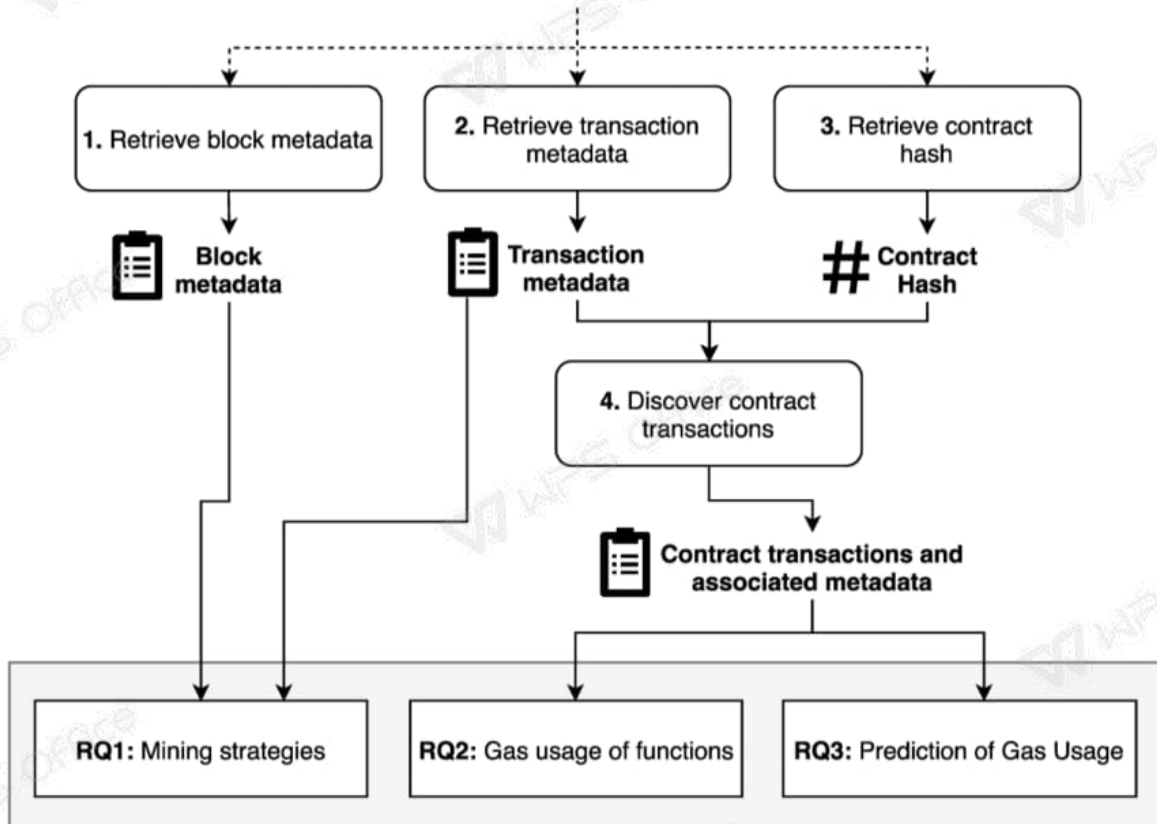 1. Retrieve block metadata
2. Retrieve transaction
metadata
3. Retrieve contract
hash
Block
metadata
Transaction
metadata
# Contract
Hash
4. Discover contract
transactions
Contract transactions and
associated metadata
RQ1: Mining strategies
RQ2: Gas usage of functions
RQ3: Prediction of Gas Usage
WPS OFFICE